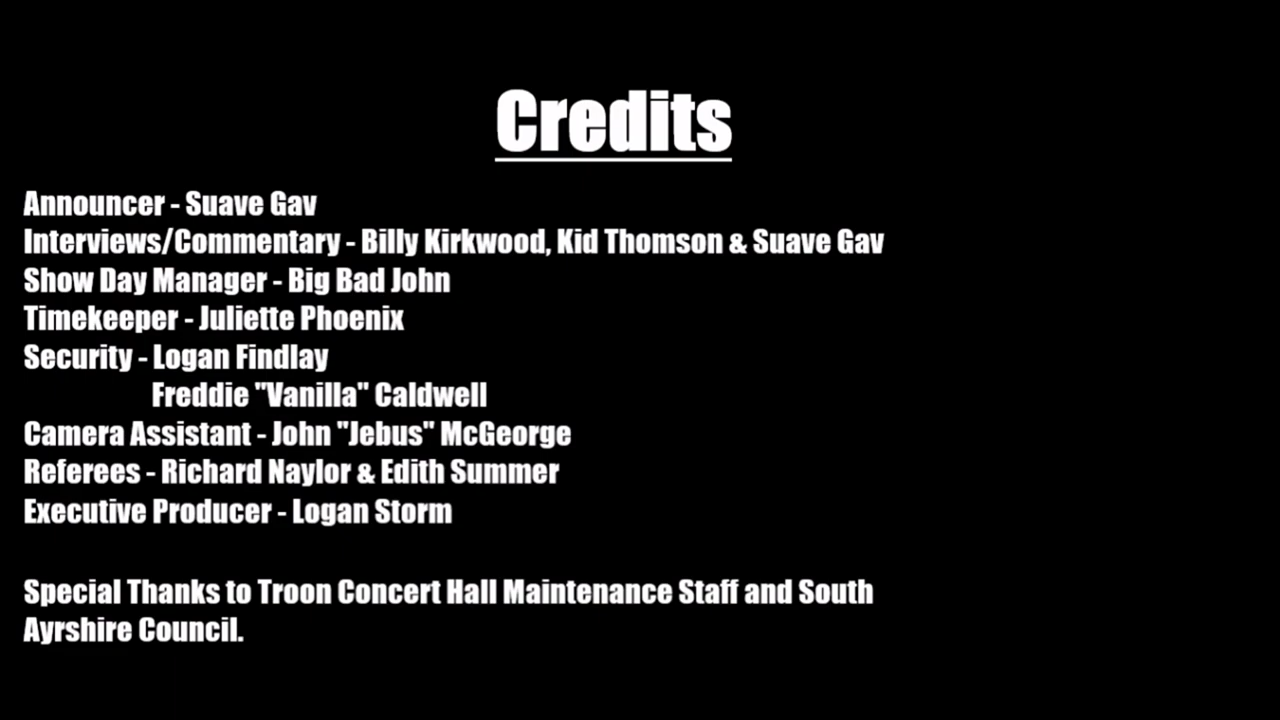 Credits
Announcer - Suave Gav
Interviews/Commentary - Billy Kirkwood, Kid Thomson & Suave Gav
Show Day Manager - Big Bad John
Timekeeper - Juliette Phoenix
Security - Logan Findlay
Freddie "Vanilla" Caldwell
Camera Assistant - John "Jebus" McGeorge
Referees - Richard Naylor & Edith Summer
Executive Producer - Logan Storm
Special Thanks to Troon Concert Hall Maintenance Staff and South
Ayrshire Council.